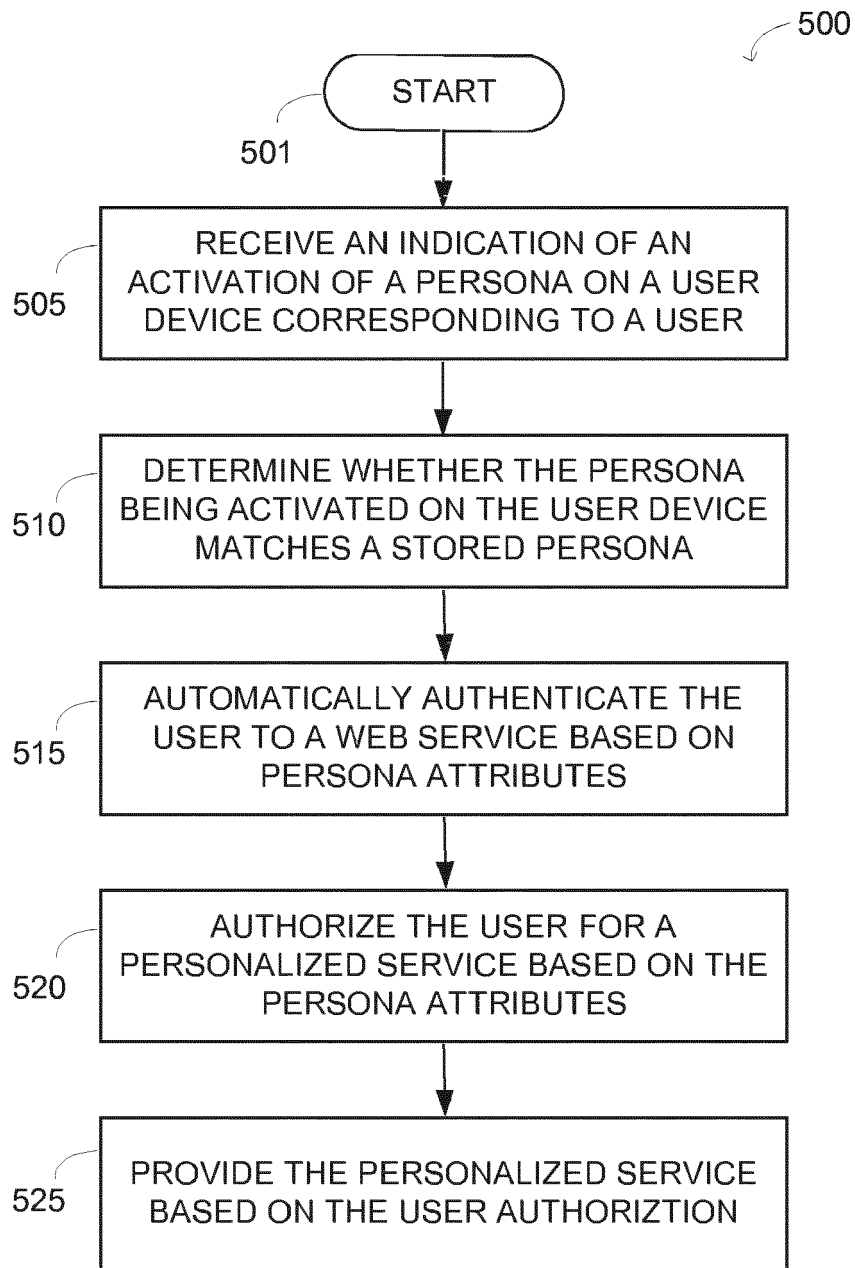 500
START
501
RECEIVE AN INDICATION OF AN
ACTIVATION OF A PERSONA ON A USER
DEVICE CORRESPONDING TO A USER
505
DETERMINE WHETHER THE PERSONA
BEING ACTIVATED ON THE USER DEVICE
MATCHES A STORED PERSONA
510
AUTOMATICALLY AUTHENTICATE THE
USER TO A WEB SERVICE BASED ON
PERSONA ATTRIBUTES
515
AUTHORIZE THE USER FOR A
PERSONALIZED SERVICE BASED ON THE
PERSONA ATTRIBUTES
520
PROVIDE THE PERSONALIZED SERVICE
BASED ON THE USER AUTHORIZTION
525